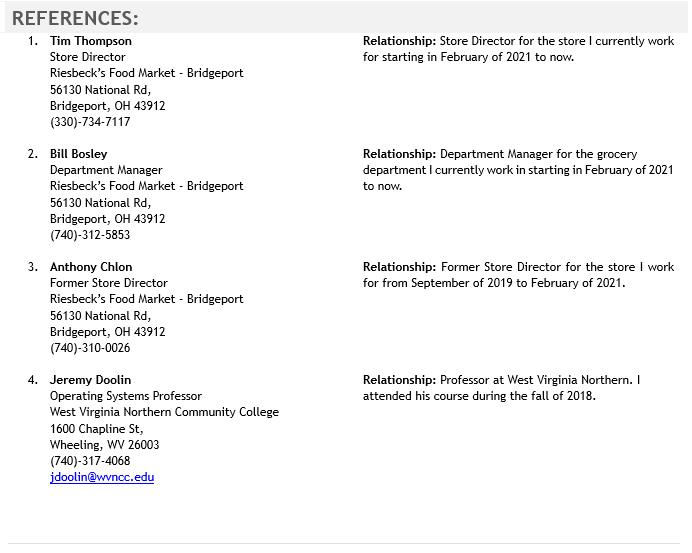 REFERENCES:
1. Tim Thompson
Store Director
Riesbeck's Food Market - Bridgeport
56130 National Rd,
Bridgeport, OH 43912
(330)-734-7117
Relationship: Store Director for the store I currently work
for starting in February of 2021 to now.
2. Bill Bosley
Department Manager
Riesbeck's Food Market - Bridgeport
56130 National Rd,
Bridgeport, OH 43912
(740)-312-5853
Relationship: Department Manager for the grocery
department I currently work in starting in February of 2021
to now.
3. Anthony Chlon
Former Store Director
Riesbeck's Food Market - Bridgeport
56130 National Rd,
Bridgeport, OH 43912
(740)-310-0026
Relationship: Former Store Director for the store I work
for from September of 2019 to February of 2021.
4. Jeremy Doolin
Operating Systems Professor
West Virginia Northern Community College
1600 Chapline St,
Wheeling, WV 26003
(740)-317-4068
jdoolin@wvncc.edu
Relationship: Professor at West Virginia Northern. I
attended his course during the fall of 2018.